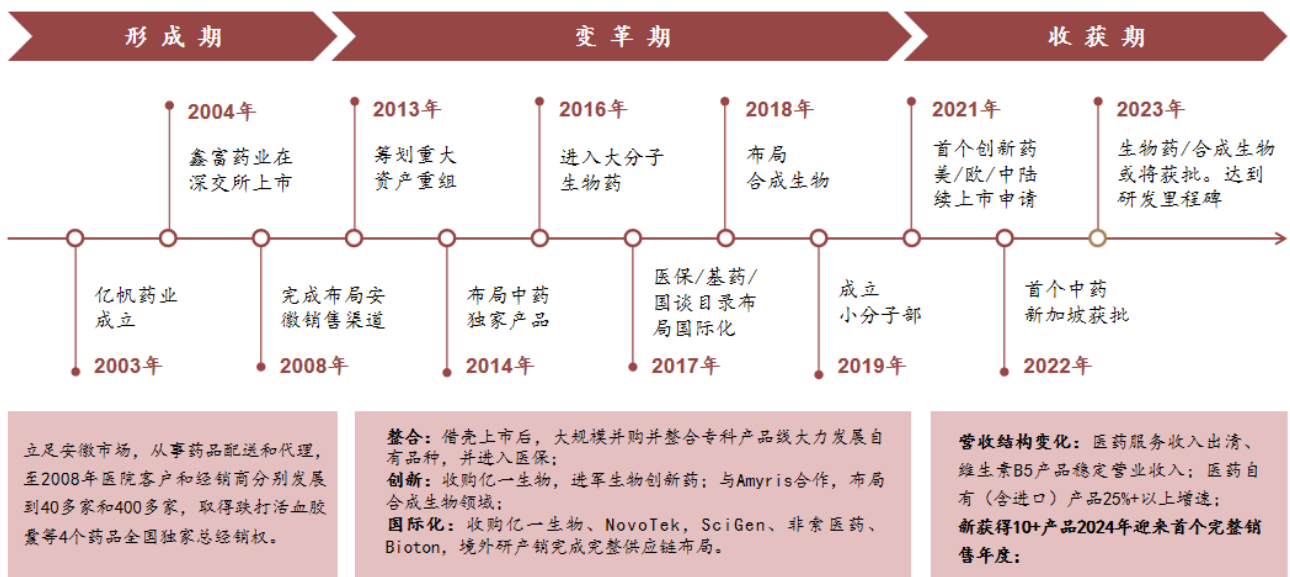 形成期
变革期
收获期
2004年
鑫富药业在
深交所上市
2013年
筹划重大
资产重组
2016年
进入大分子
生物药
2018年
布局
合成生物
2021年
首个创新药
美/欧/中陆
续上市申请
2023年
生物药/合成生物
或将获批。达到
研发里程碑
亿帆药业
成立
2003年
完成布局安
徽销售渠道
2008年
布局中药
独家产品
2014年
医保/基药/
国谈目录布
局国际化
2017年
成立
小分子部
2019年
首个中药
新加坡获批
2022年
立足安徽市场，从事药品配送和代理，
至2008年医院客户和经销商分别发展
到40多家和400多家，取得跌打活血胶
囊等4个药品全国独家总经销权。
整合：借壳上市后，大规模并购并整合专科产品线大力发展自
有品种，并进入医保；
创新：收购亿一生物，进军生物创新药；与Amyris合作，布局
合成生物领域；
国际化：收购亿一生物、NovoTek，SciGen、非索医药、
Bioton，境外研产销完成完整供应链布局。
营收结构变化：医药服务收入出清、
维生素B5产品稳定营业收入；医药自
有（含进口）产品25%+以上增速；
新获得10+产品2024年迎来首个完整销
售年度；